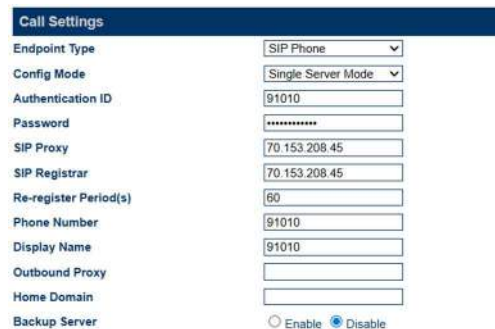 Call Settings
Endpoint Type SIP Phone
Config Mode Single Server Mode
Authentication ID 91010
Password ••••••••••••
SIP Proxy 70.153.208.45
SIP Registrar 70.153.208.45
Re-register Period(s) 60
Phone Number 91010
Display Name 91010
Outbound Proxy
Home Domain
Backup Server Enable Disable